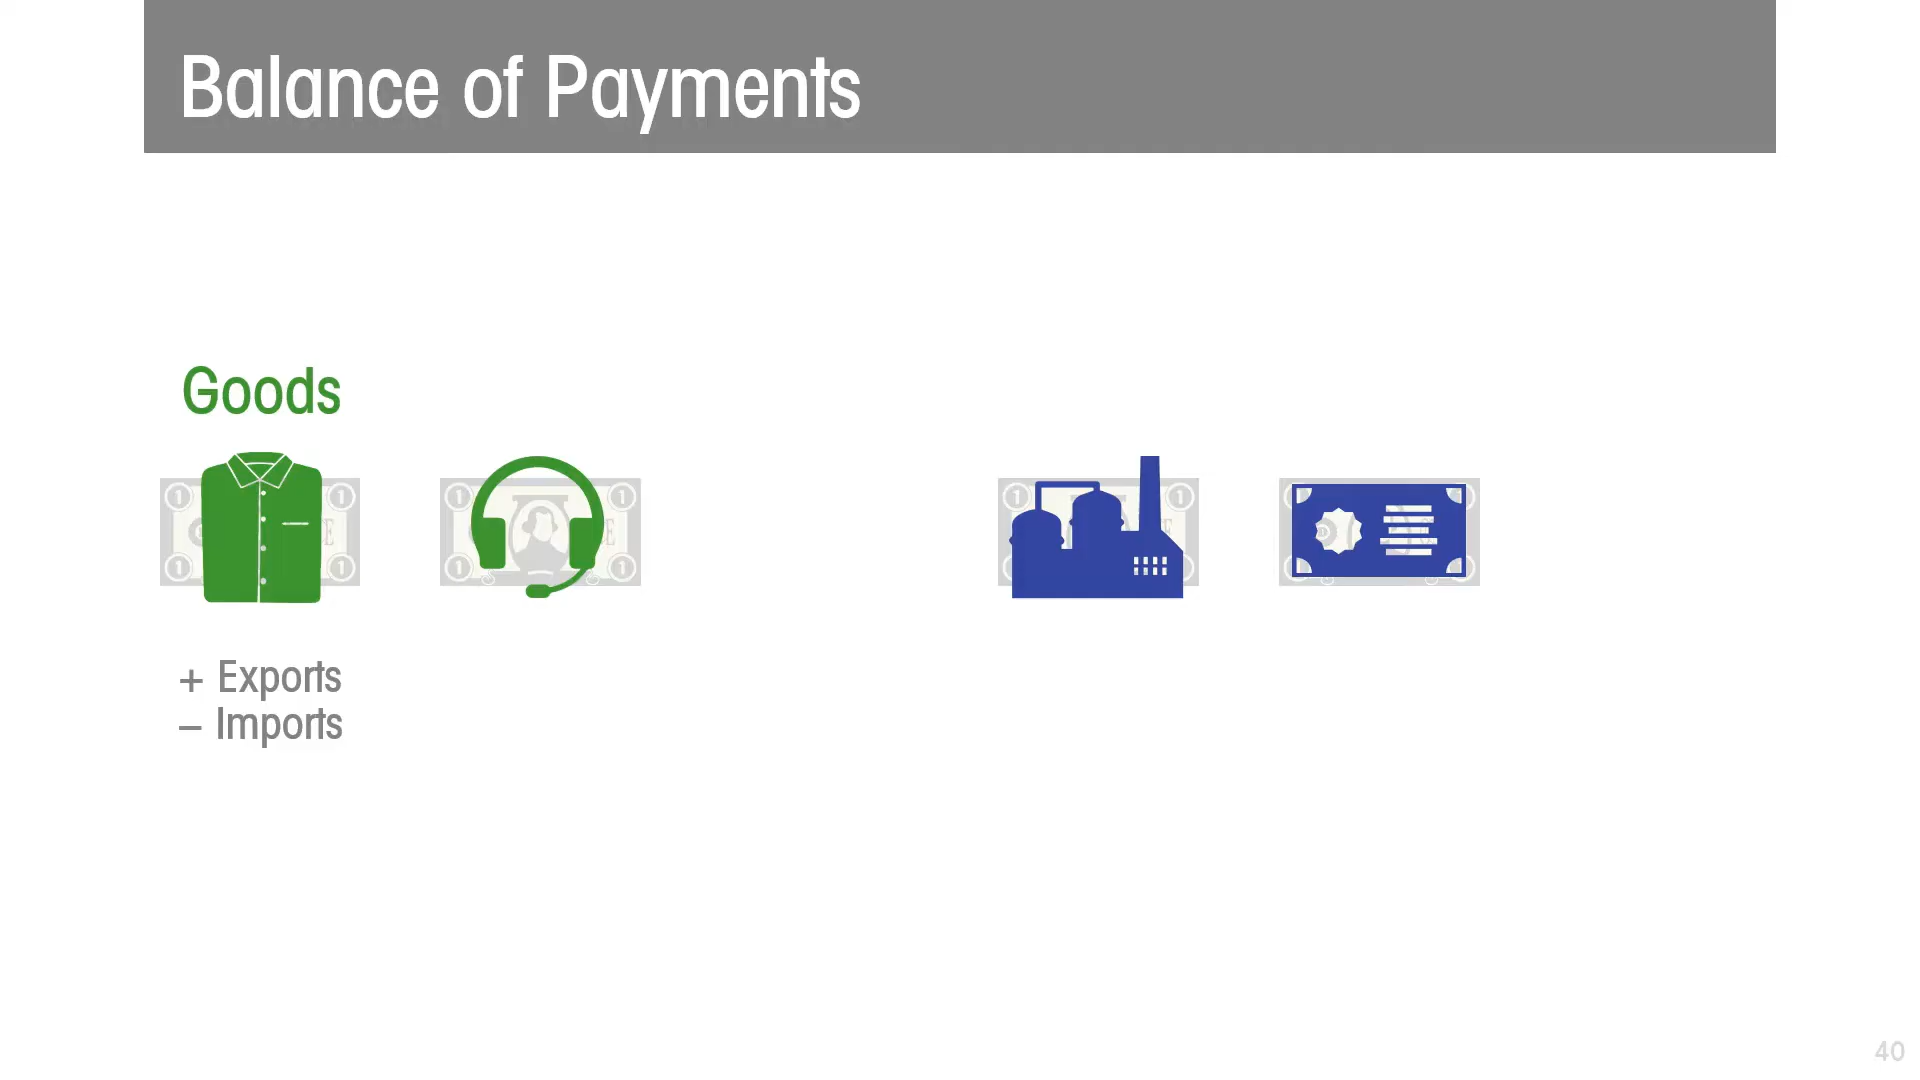 Balance of Payments
Goods
+ Exports
– Imports
40